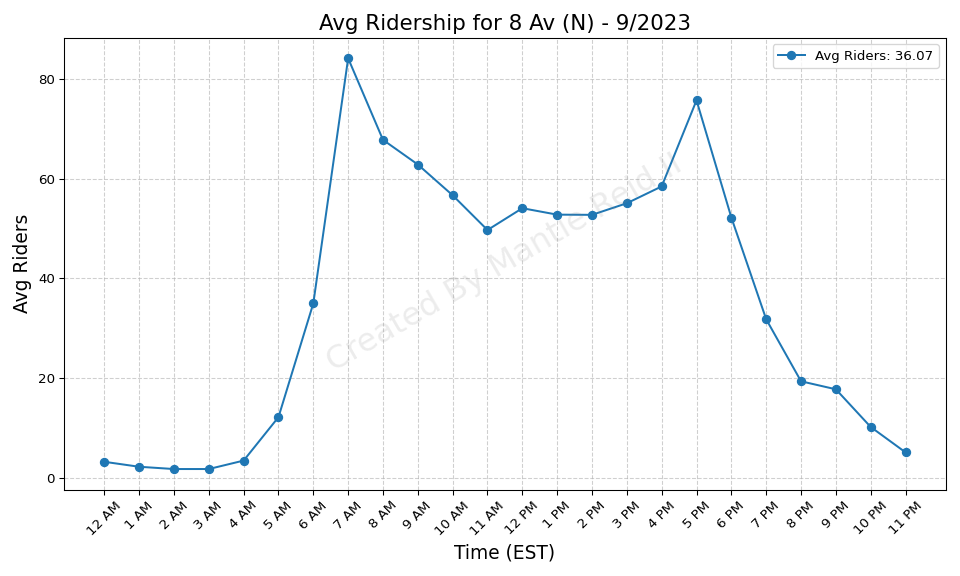 Avg Ridership for 8 Av (N) - 9/2023
Avg Riders: 36.07
Avg Riders
80
60
40
20
0
Created By Mantle Reid II
12 AM
1 AM
2 AM
3 AM
4 AM
5 AM
6 AM
7 AM
8 AM
9 AM
10 AM
11 AM
12 PM
1 PM
2 PM
3 PM
4 PM
5 PM
6 PM
7 PM
8 PM
9 PM
10 PM
11 PM
Time (EST)